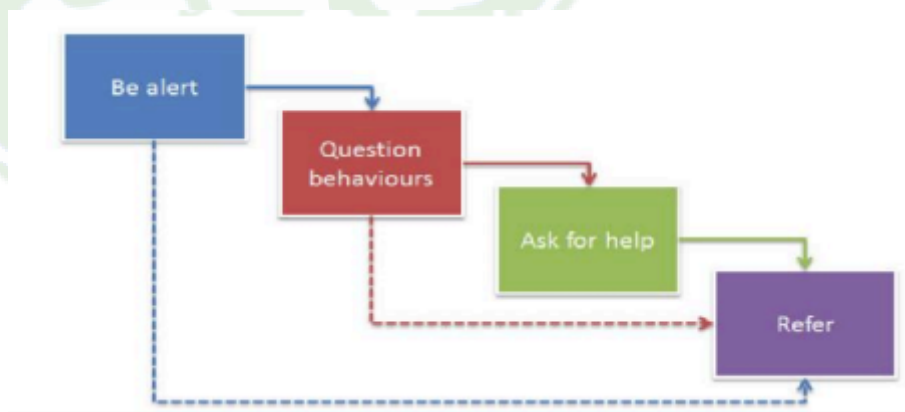 Be alert
Question
behaviours
Ask for help
Refer